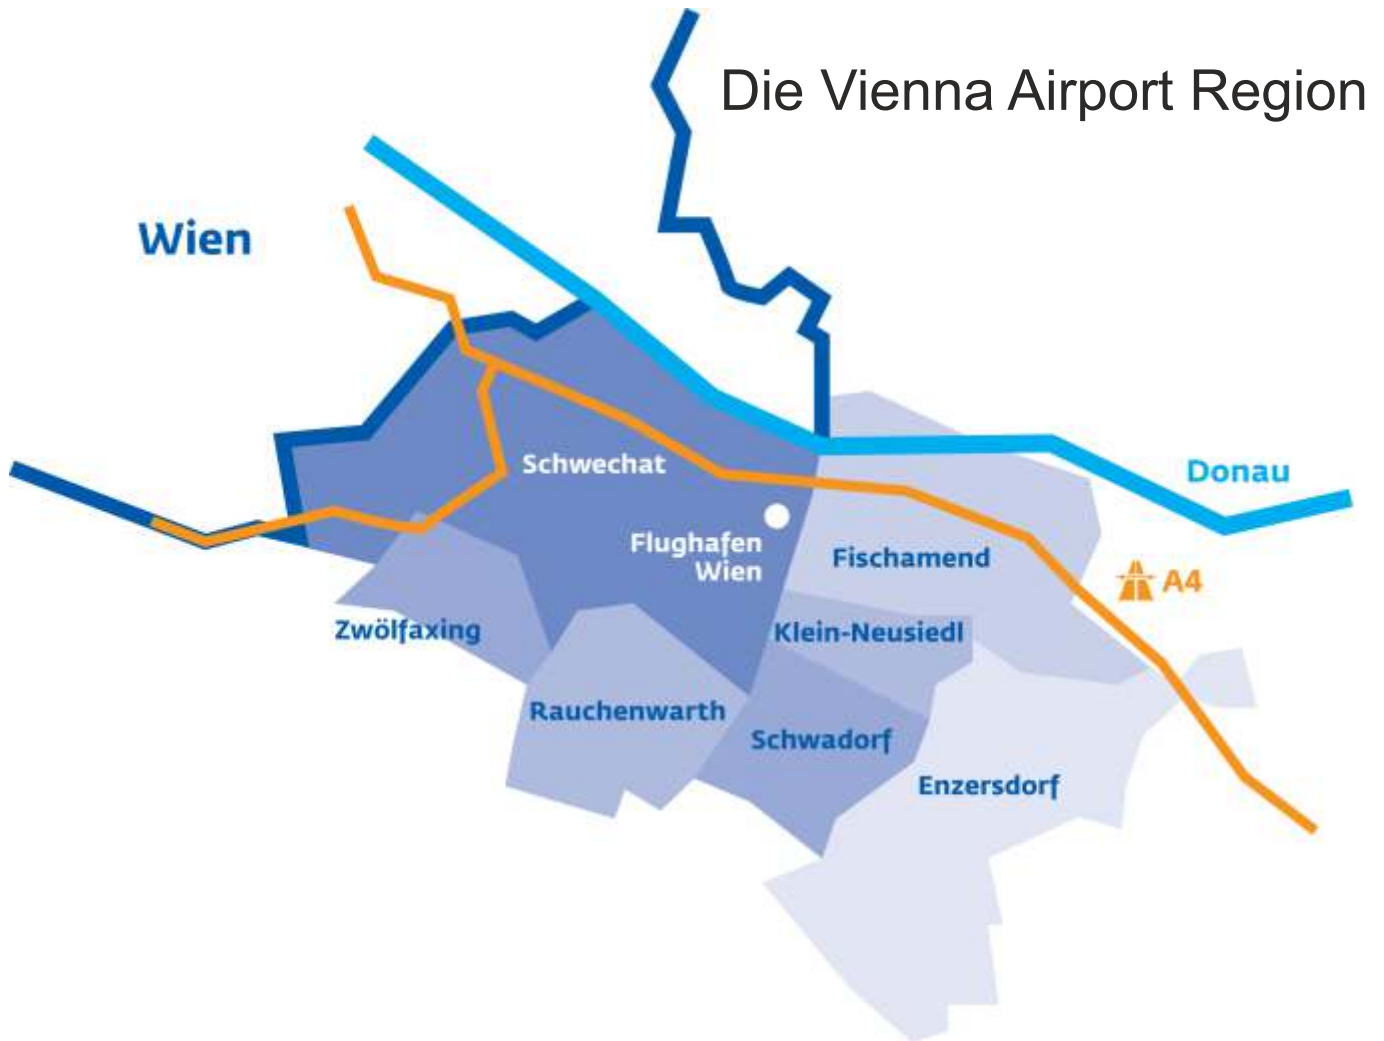 Die Vienna Airport Region
Wien
Schwechat
Donau
Flughafen
Wien
Fischamend
A4
Zwölfaxing
Klein-Neusiedl
Rauchenwarth
Schwadorf
Enzersdorf